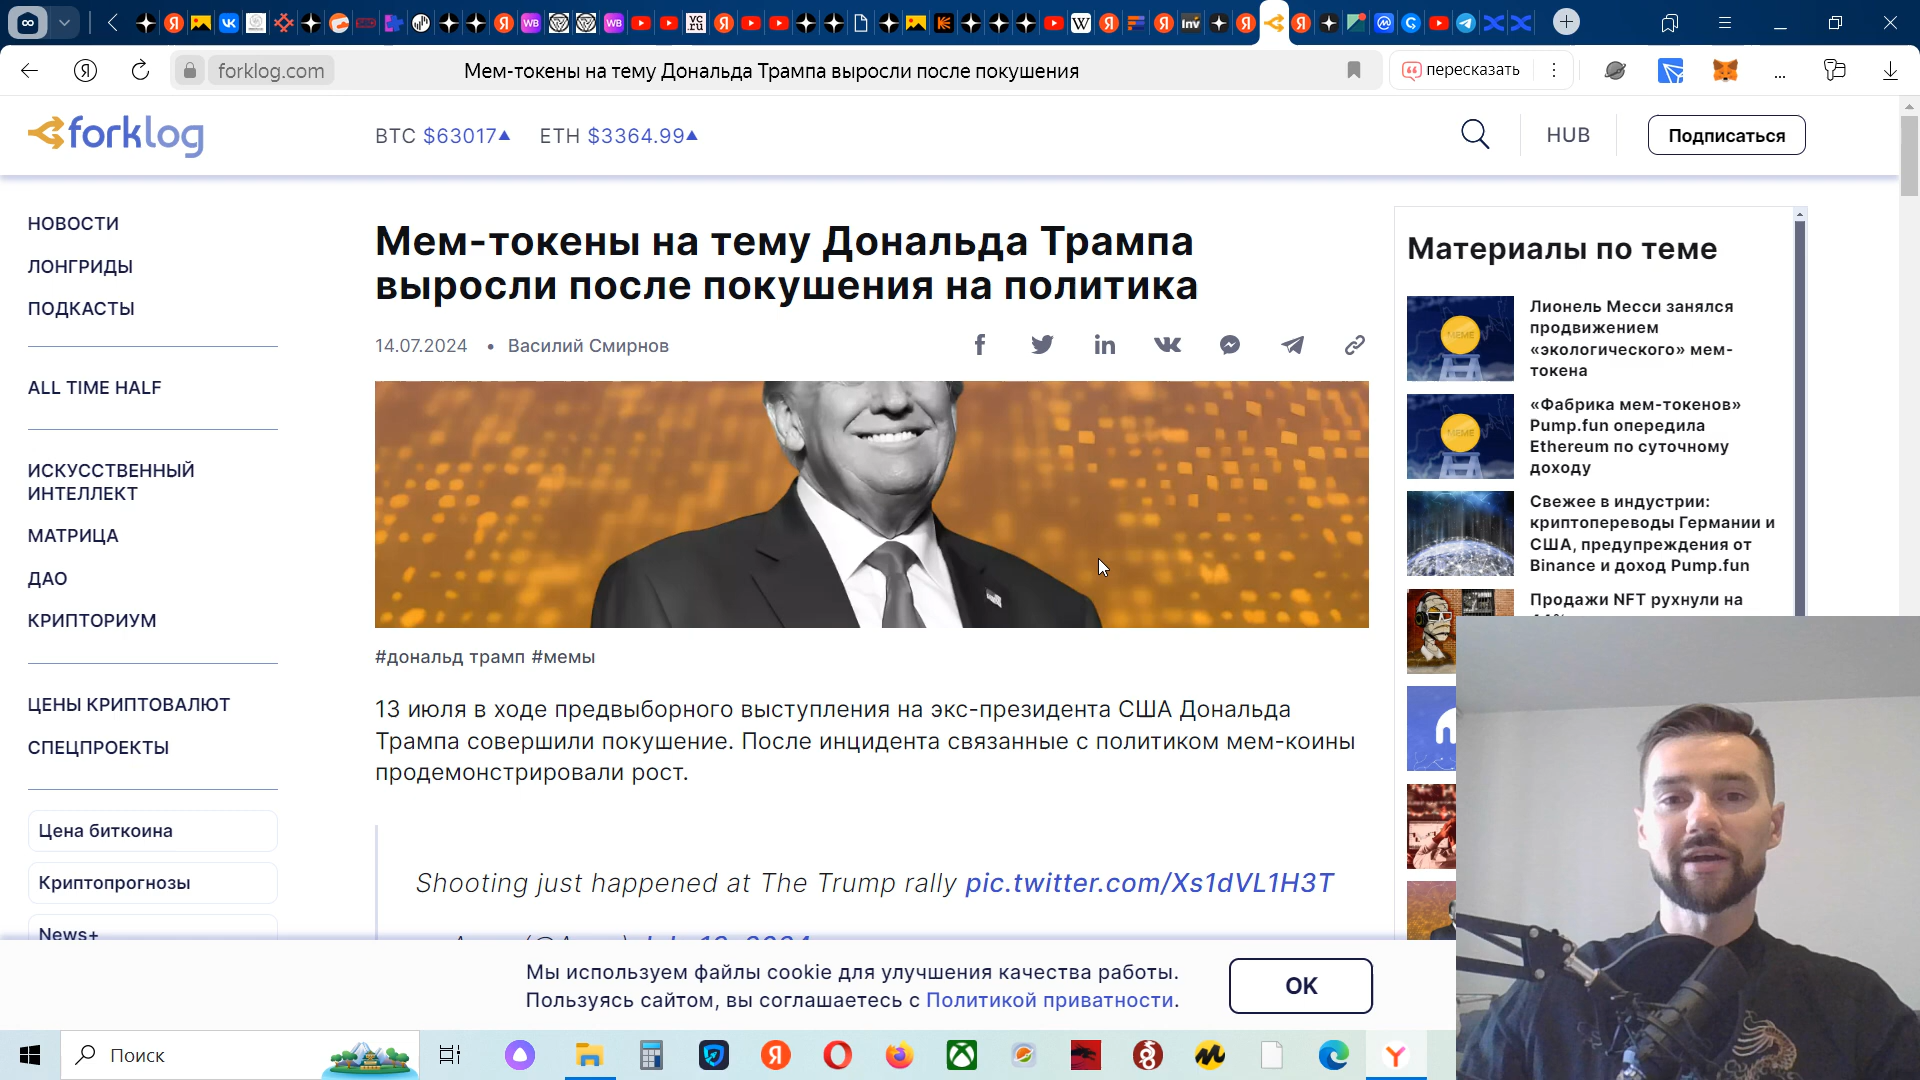 forklog.com
Мем-токены на тему Дональда Трампа выросли после покушения
пересказать
forklog
BTC $63017
ETH $3364.99
HUB
Подписаться
НОВОСТИ
ЛОНГРИДЫ
ПОДКАСТЫ
ALL TIME HALF
ИСКУССТВЕННЫЙ
ИНТЕЛЛЕКТ
МАТРИЦА
ДАО
КРИПТОРИУМ
ЦЕНЫ КРИПТОВАЛЮТ
СПЕЦПРОЕКТЫ
Цена биткоина
Криптопрогнозы
News+
Мем-токены на тему Дональда Трампа
выросли после покушения на политика
14.07.2024 • Василий Смирнов
#дональд трамп #мемы
13 июля в ходе предвыборного выступления на экс-президента США Дональда
Трампа совершили покушение. После инцидента связанные с политиком мем-коины
продемонстрировали рост.
Shooting just happened at The Trump rally pic.twitter.com/Xs1dVL1H3T
Материалы по теме
Лионель Месси занялся
продвижением
«экологического» мем-
токена
«Фабрика мем-токенов»
Pump.fun опередила
Ethereum по суточному
доходу
Свежее в индустрии:
криптопереводы Германии и
США, предупреждения от
Binance и доход Pump.fun
Продажи NFT рухнули на
Мы используем файлы cookie для улучшения качества работы.
Пользуясь сайтом, вы соглашаетесь с Политикой приватности.
OK
Поиск